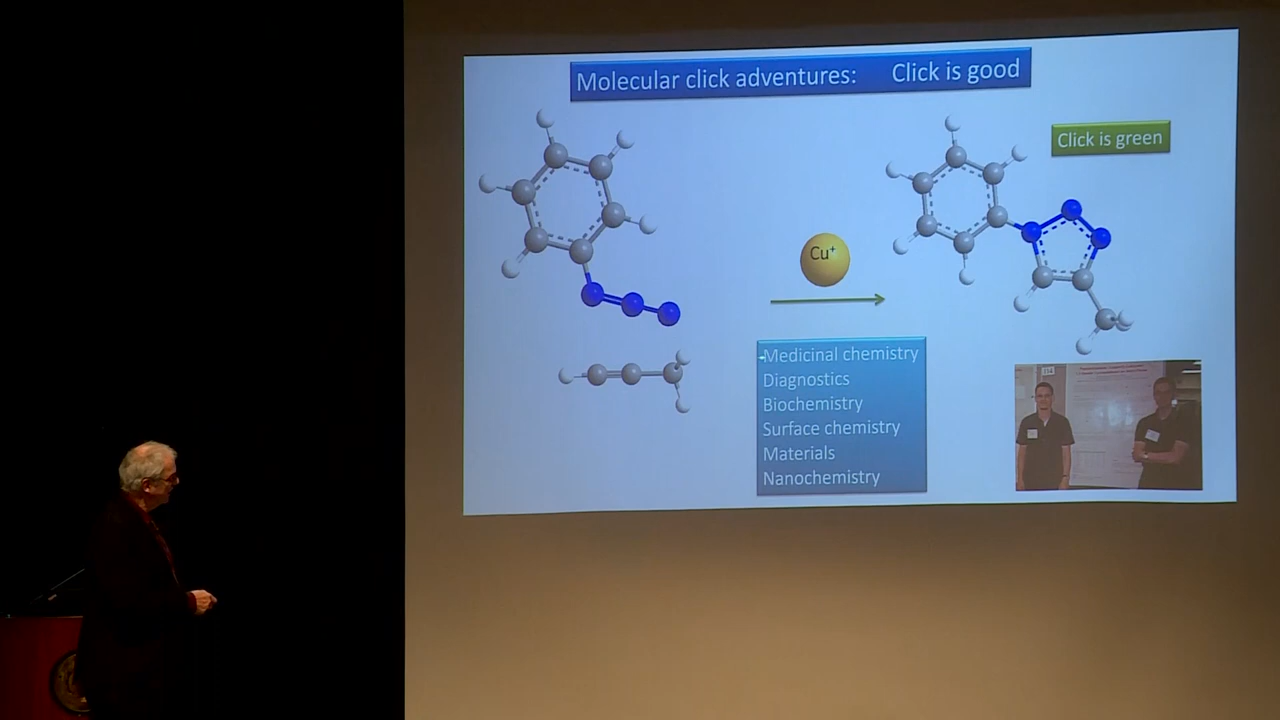 Molecular click adventures: Click is good
Click is green
Cu+
Medicinal chemistry
Diagnostics
Biochemistry
Surface chemistry
Materials
Nanochemistry